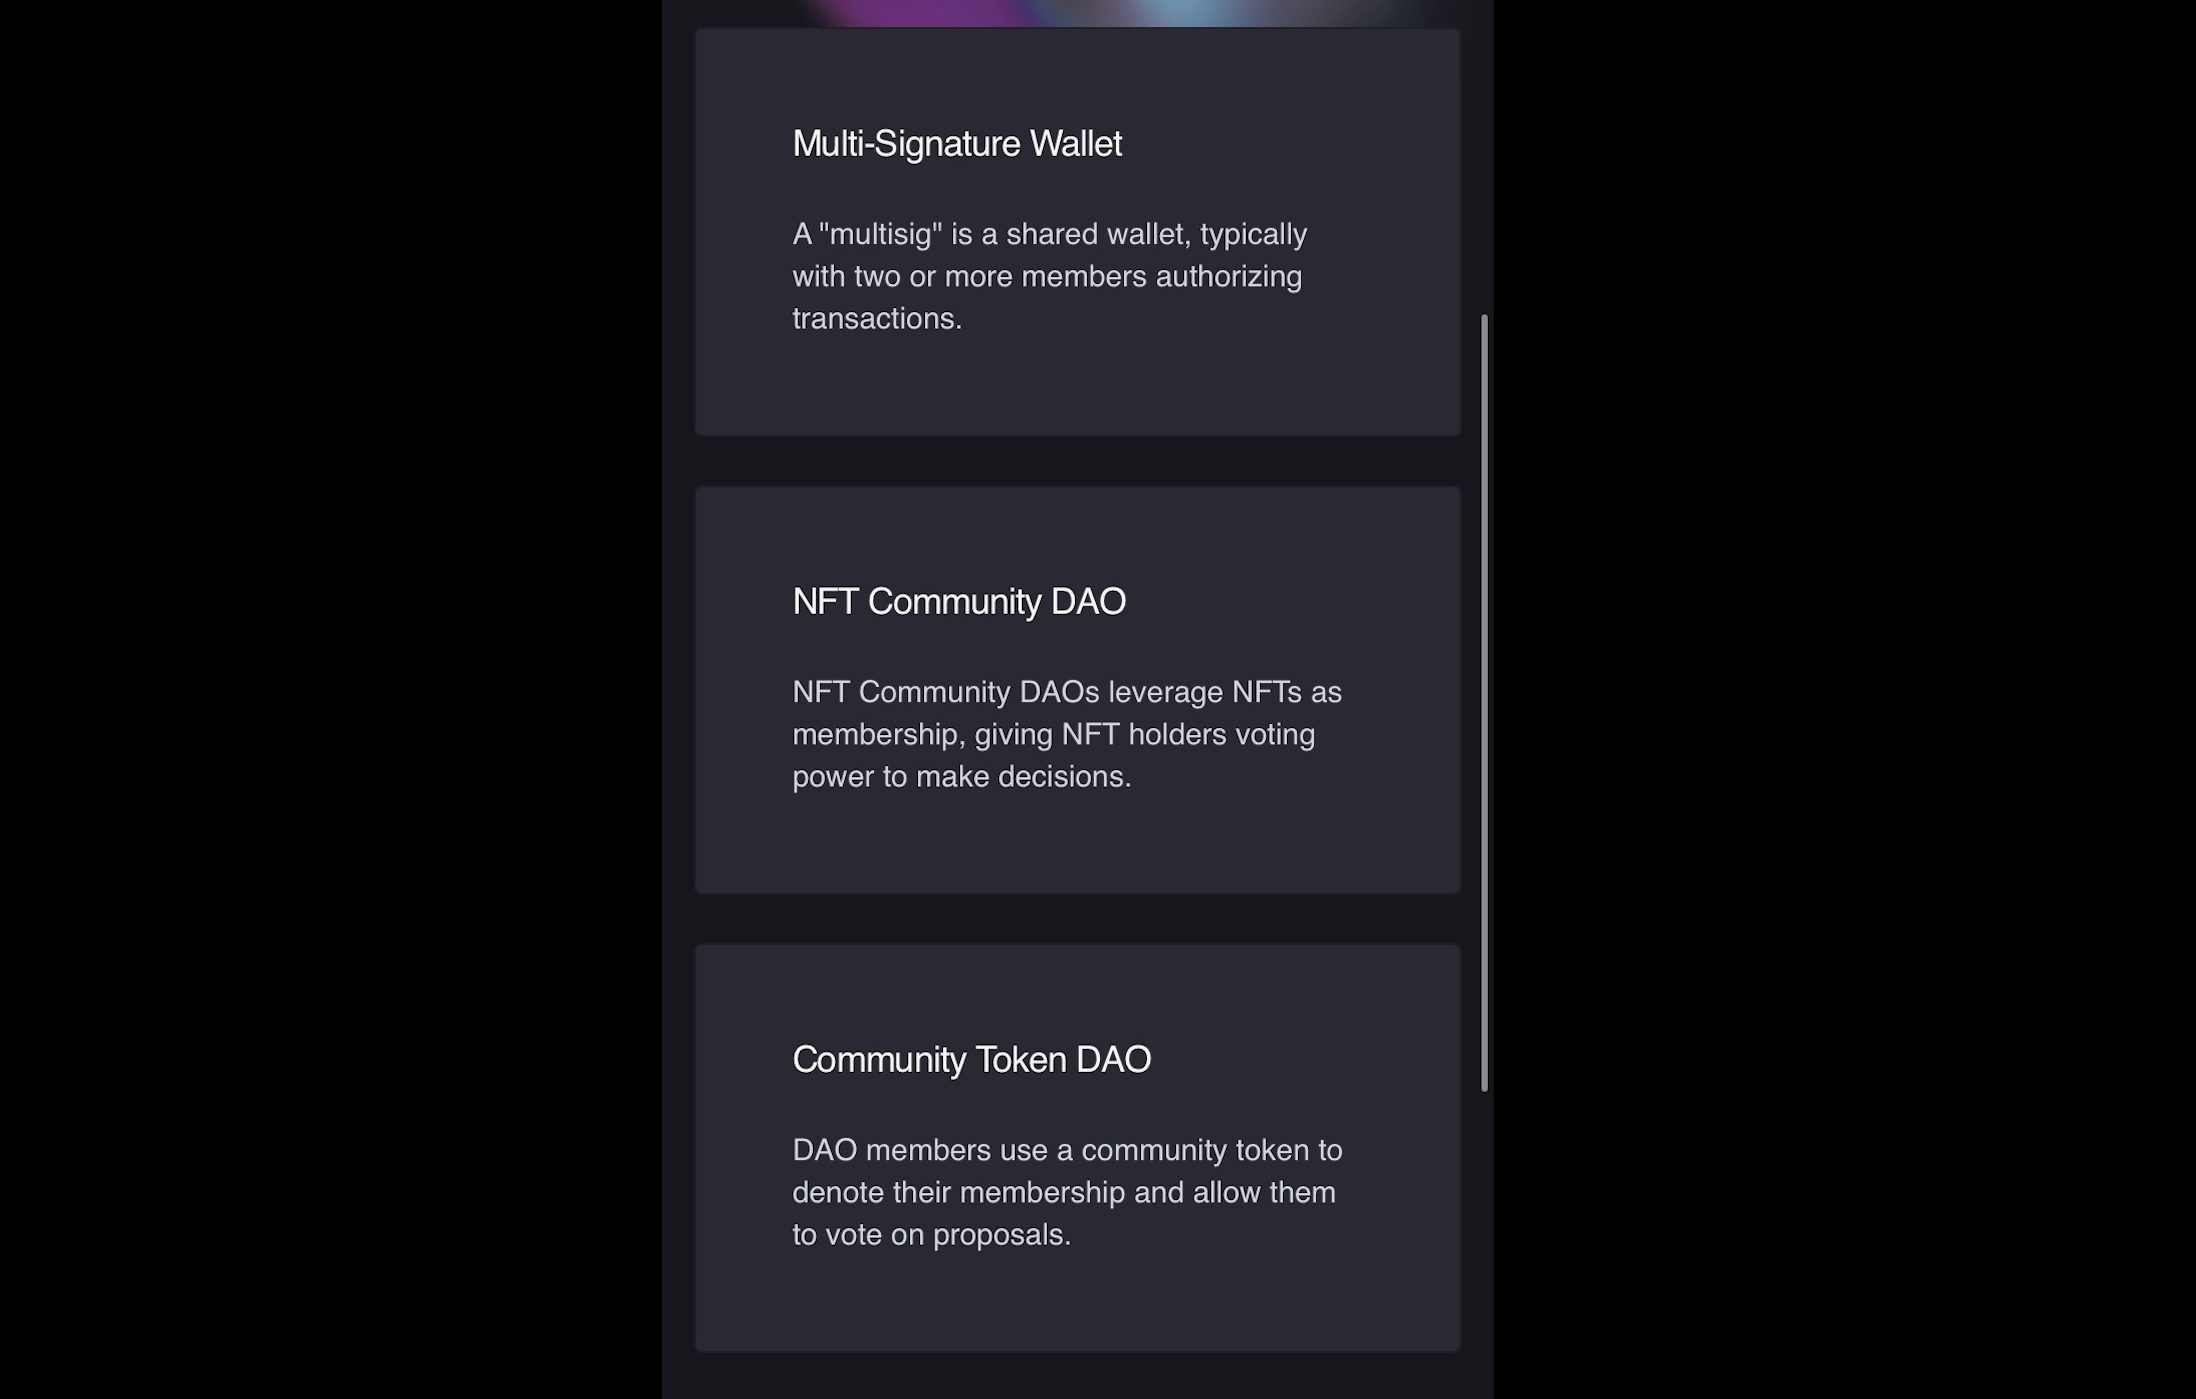 Multi-Signature Wallet
A "multisig" is a shared wallet, typically
with two or more members authorizing
transactions.
NFT Community DAO
NFT Community DAOs leverage NFTs as
membership, giving NFT holders voting
power to make decisions.
Community Token DAO
DAO members use a community token to
denote their membership and allow them
to vote on proposals.